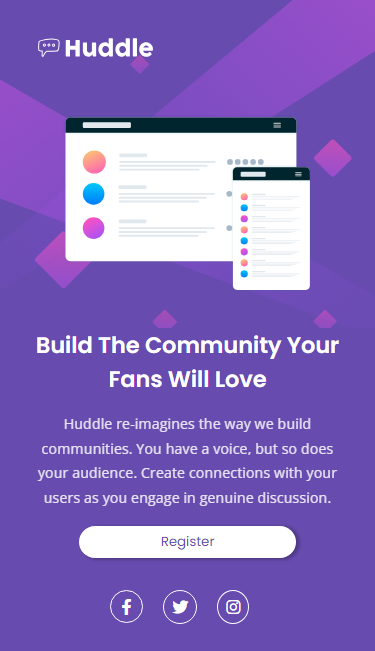 Huddle
Build The Community Your
Fans Will Love
Huddle re-imagines the way we build
communities. You have a voice, but so does
your audience. Create connections with your
users as you engage in genuine discussion.
Register